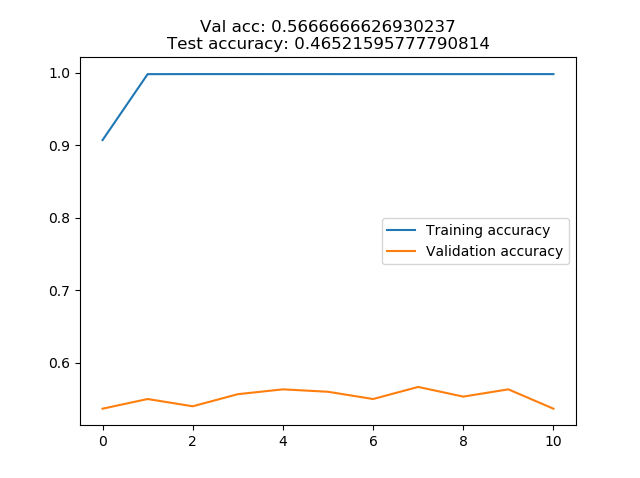 Val acc: 0.5666666626930237
Test accuracy: 0.46521595777790814
1.0
0.9
0.8
0.7
0.6
Training accuracy
Validation accuracy
0 2 4 6 8 10